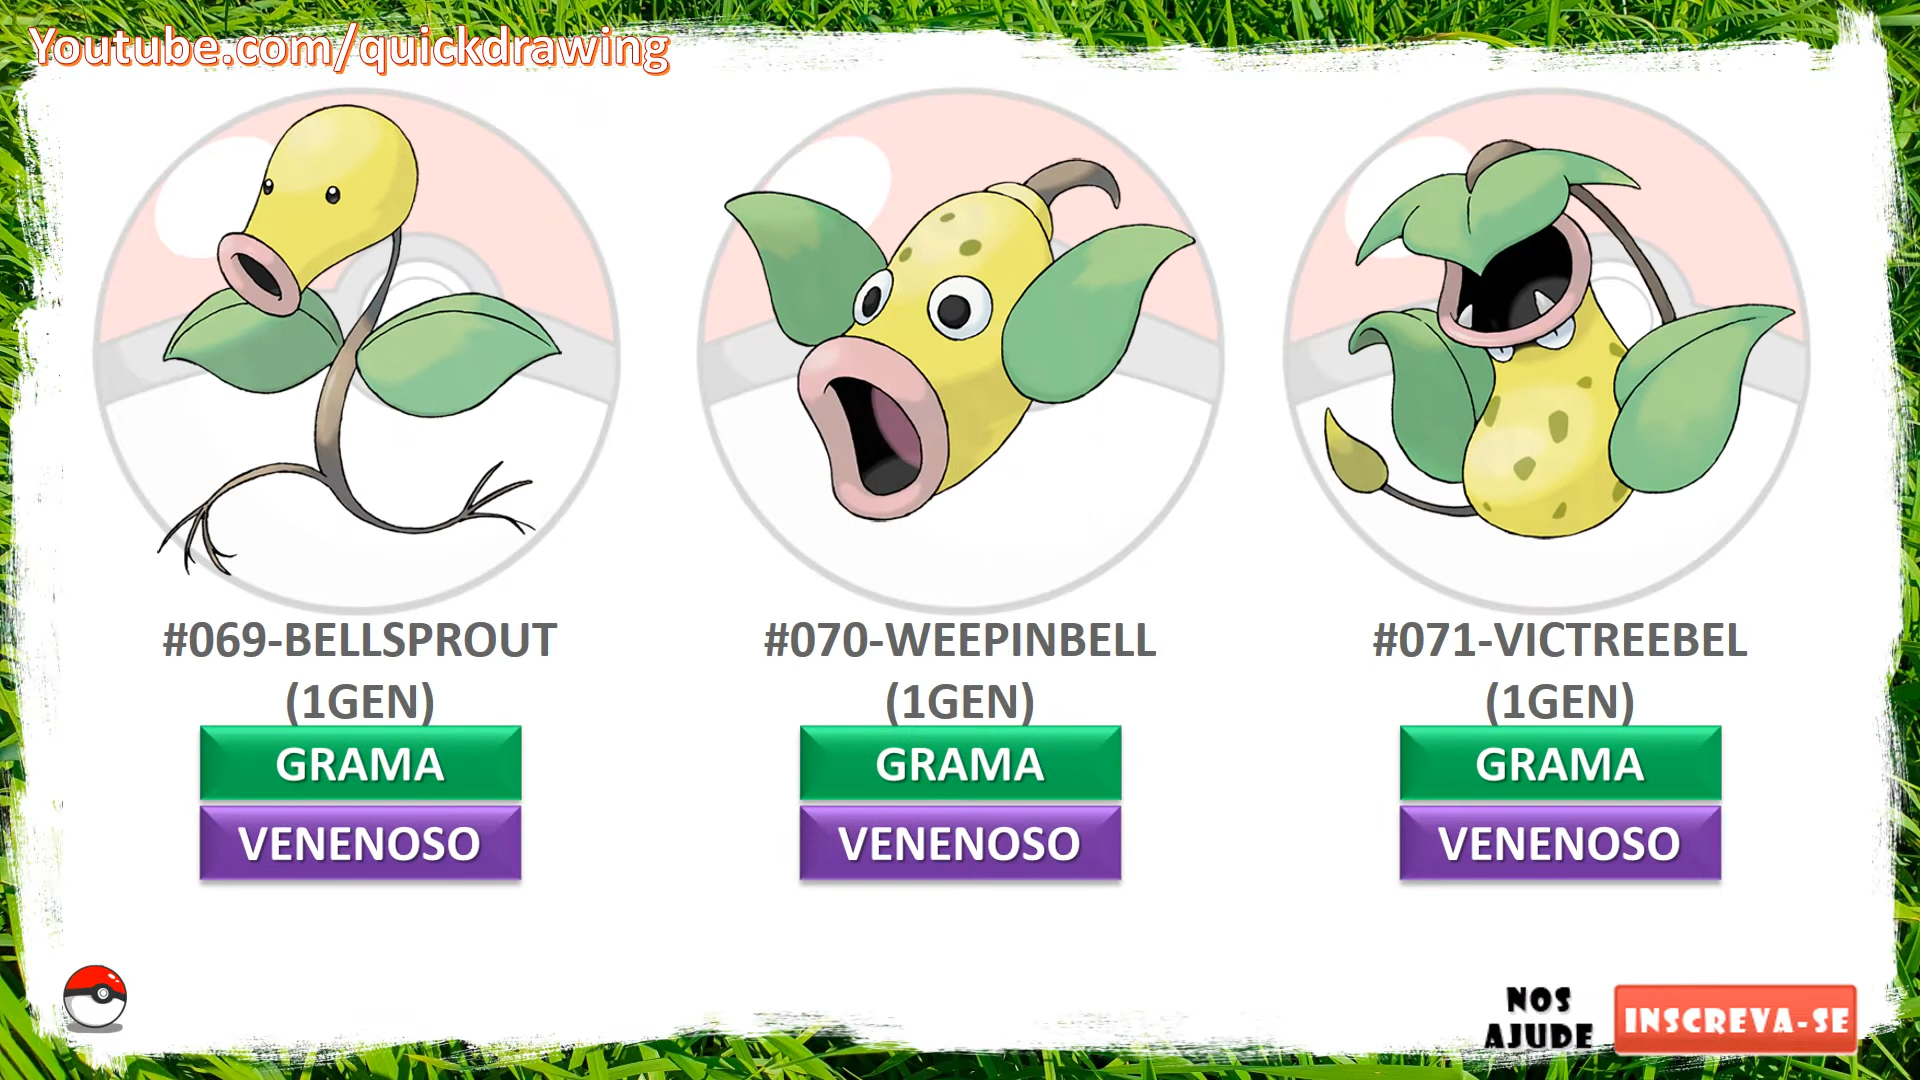 Youtube.com/quickdrawing
#069-BELLSPROUT
(1GEN)
GRAMA
VENENOSO
#070-WEEPINBELL
(1GEN)
GRAMA
VENENOSO
#071-VICTREEBEL
(1GEN)
GRAMA
VENENOSO
NOS
AJUDE
INSCREVA-SE